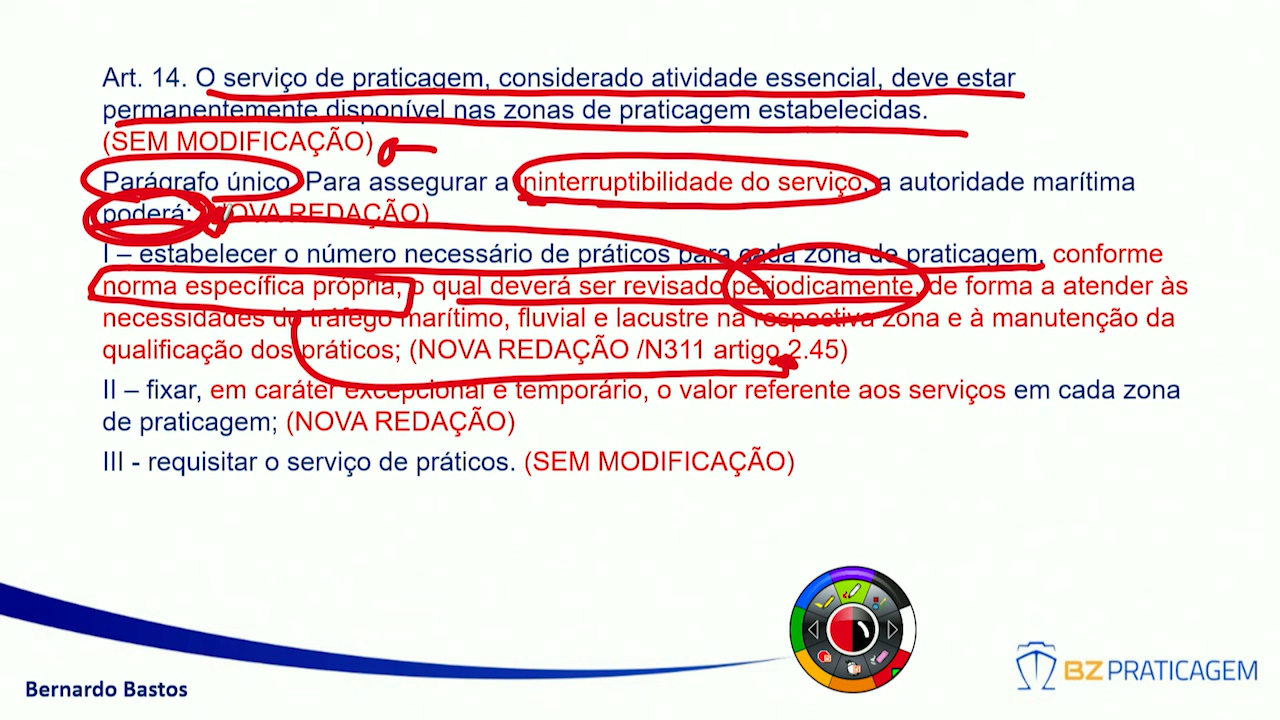 Art. 14. O serviço de praticagem, considerado atividade essencial, deve estar
permanentemente disponível nas zonas de praticagem estabelecidas.
(SEM MODIFICAÇÃO)
Parágrafo único. Para assegurar a ininterruptibilidade do serviço, a autoridade marítima
poderá: (NOVA REDAÇÃO)
I – estabelecer o número necessário de práticos para cada zona de praticagem, conforme
norma específica própria, o qual deverá ser revisado periodicamente, de forma a atender às
necessidades do tráfego marítimo, fluvial e lacustre na respectiva zona e à manutenção da
qualificação dos práticos; (NOVA REDAÇÃO /N311 artigo 2.45)
II – fixar, em caráter excepcional e temporário, o valor referente aos serviços em cada zona
de praticagem; (NOVA REDAÇÃO)
III - requisitar o serviço de práticos. (SEM MODIFICAÇÃO)
Bernardo Bastos
BZPRATICAGEM